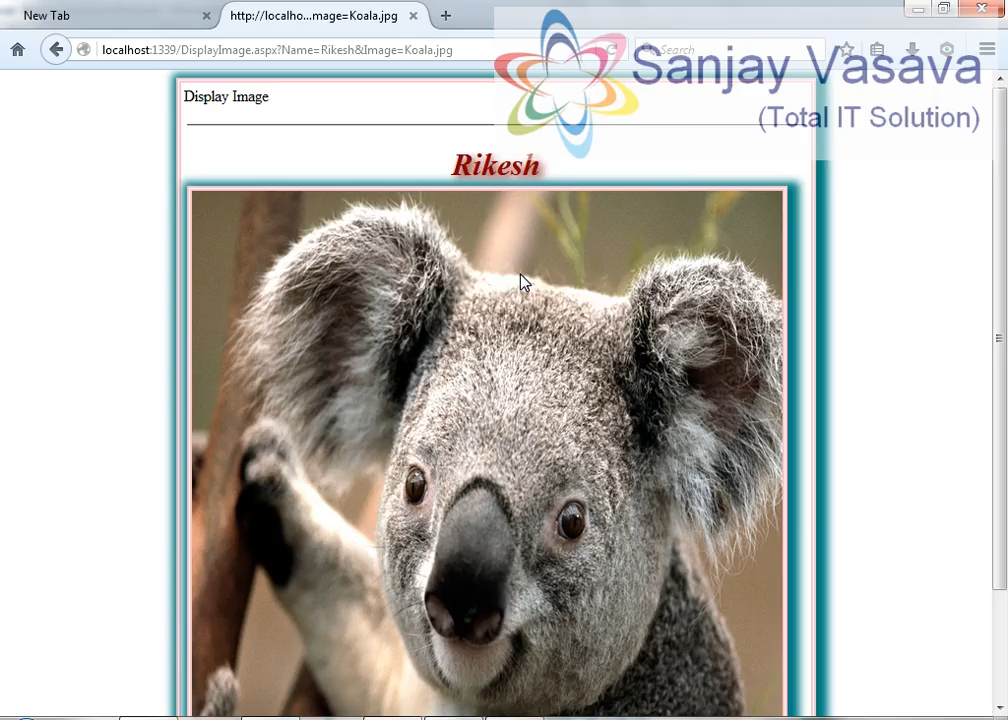 New Tab
http://localho...mage=Koala.jpg
localhost:1339/DisplayImage.aspx?Name=Rikesh&Image=Koala.jpg
Search
Sanjay Vasava
(Total IT Solution)
Display Image
Rikesh